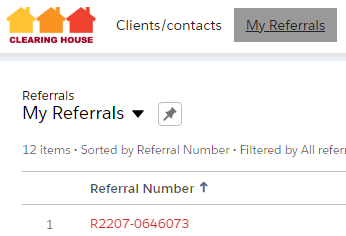 CLEARING HOUSE
Clients/contacts My Referrals
Referrals
My Referrals
12 items • Sorted by Referral Number • Filtered by All
Referral Number ↑
1 R2207-0646073